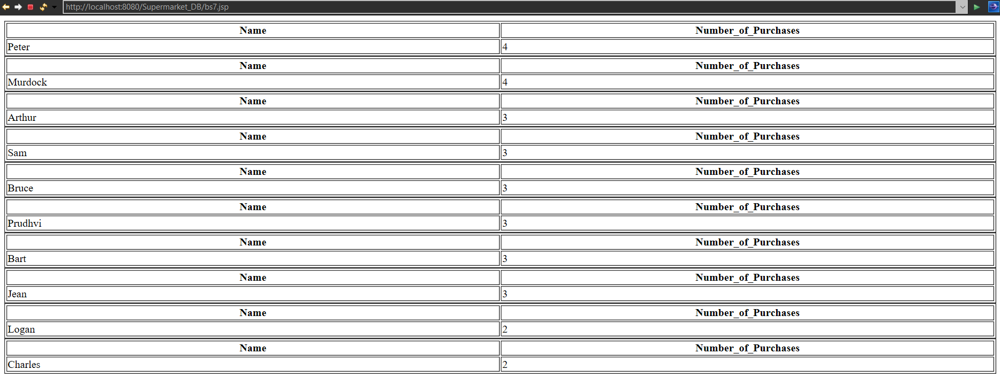 http://localhost:8080/Supermarket_DB/bs7.jsp
Name Number_of_Purchases
Peter 4
Name Number_of_Purchases
Murdock 4
Name Number_of_Purchases
Arthur 3
Name Number_of_Purchases
Sam 3
Name Number_of_Purchases
Bruce 3
Name Number_of_Purchases
Prudhvi 3
Name Number_of_Purchases
Bart 3
Name Number_of_Purchases
Jean 3
Name Number_of_Purchases
Logan 2
Name Number_of_Purchases
Charles 2